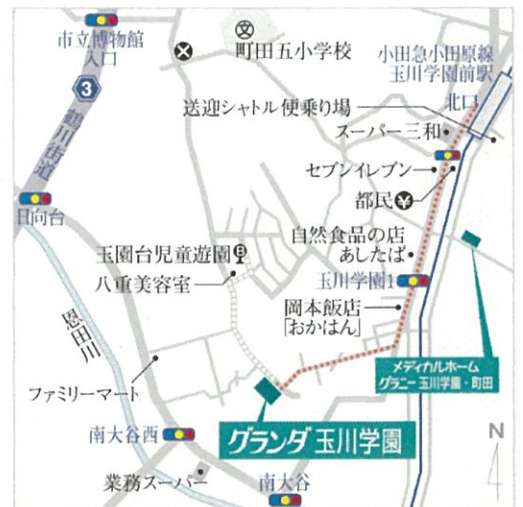 市立博物館
入口
文
町田五小学校
小田急小田原線
玉川学園前駅
北口
3
鶴川街道
送迎シャトル便乗り場
スーパー三和
セブンイレブン
都民¥
日向台
自然食品の店
あしたば
玉園台児童遊園
八重美容室
玉川学園1
岡本飯店
「おかはん」
恩田川
メディカルホーム
グラニー玉川学園・町田
ファミリーマート
グランダ玉川学園
南大谷西
N
業務スーパー
南大谷